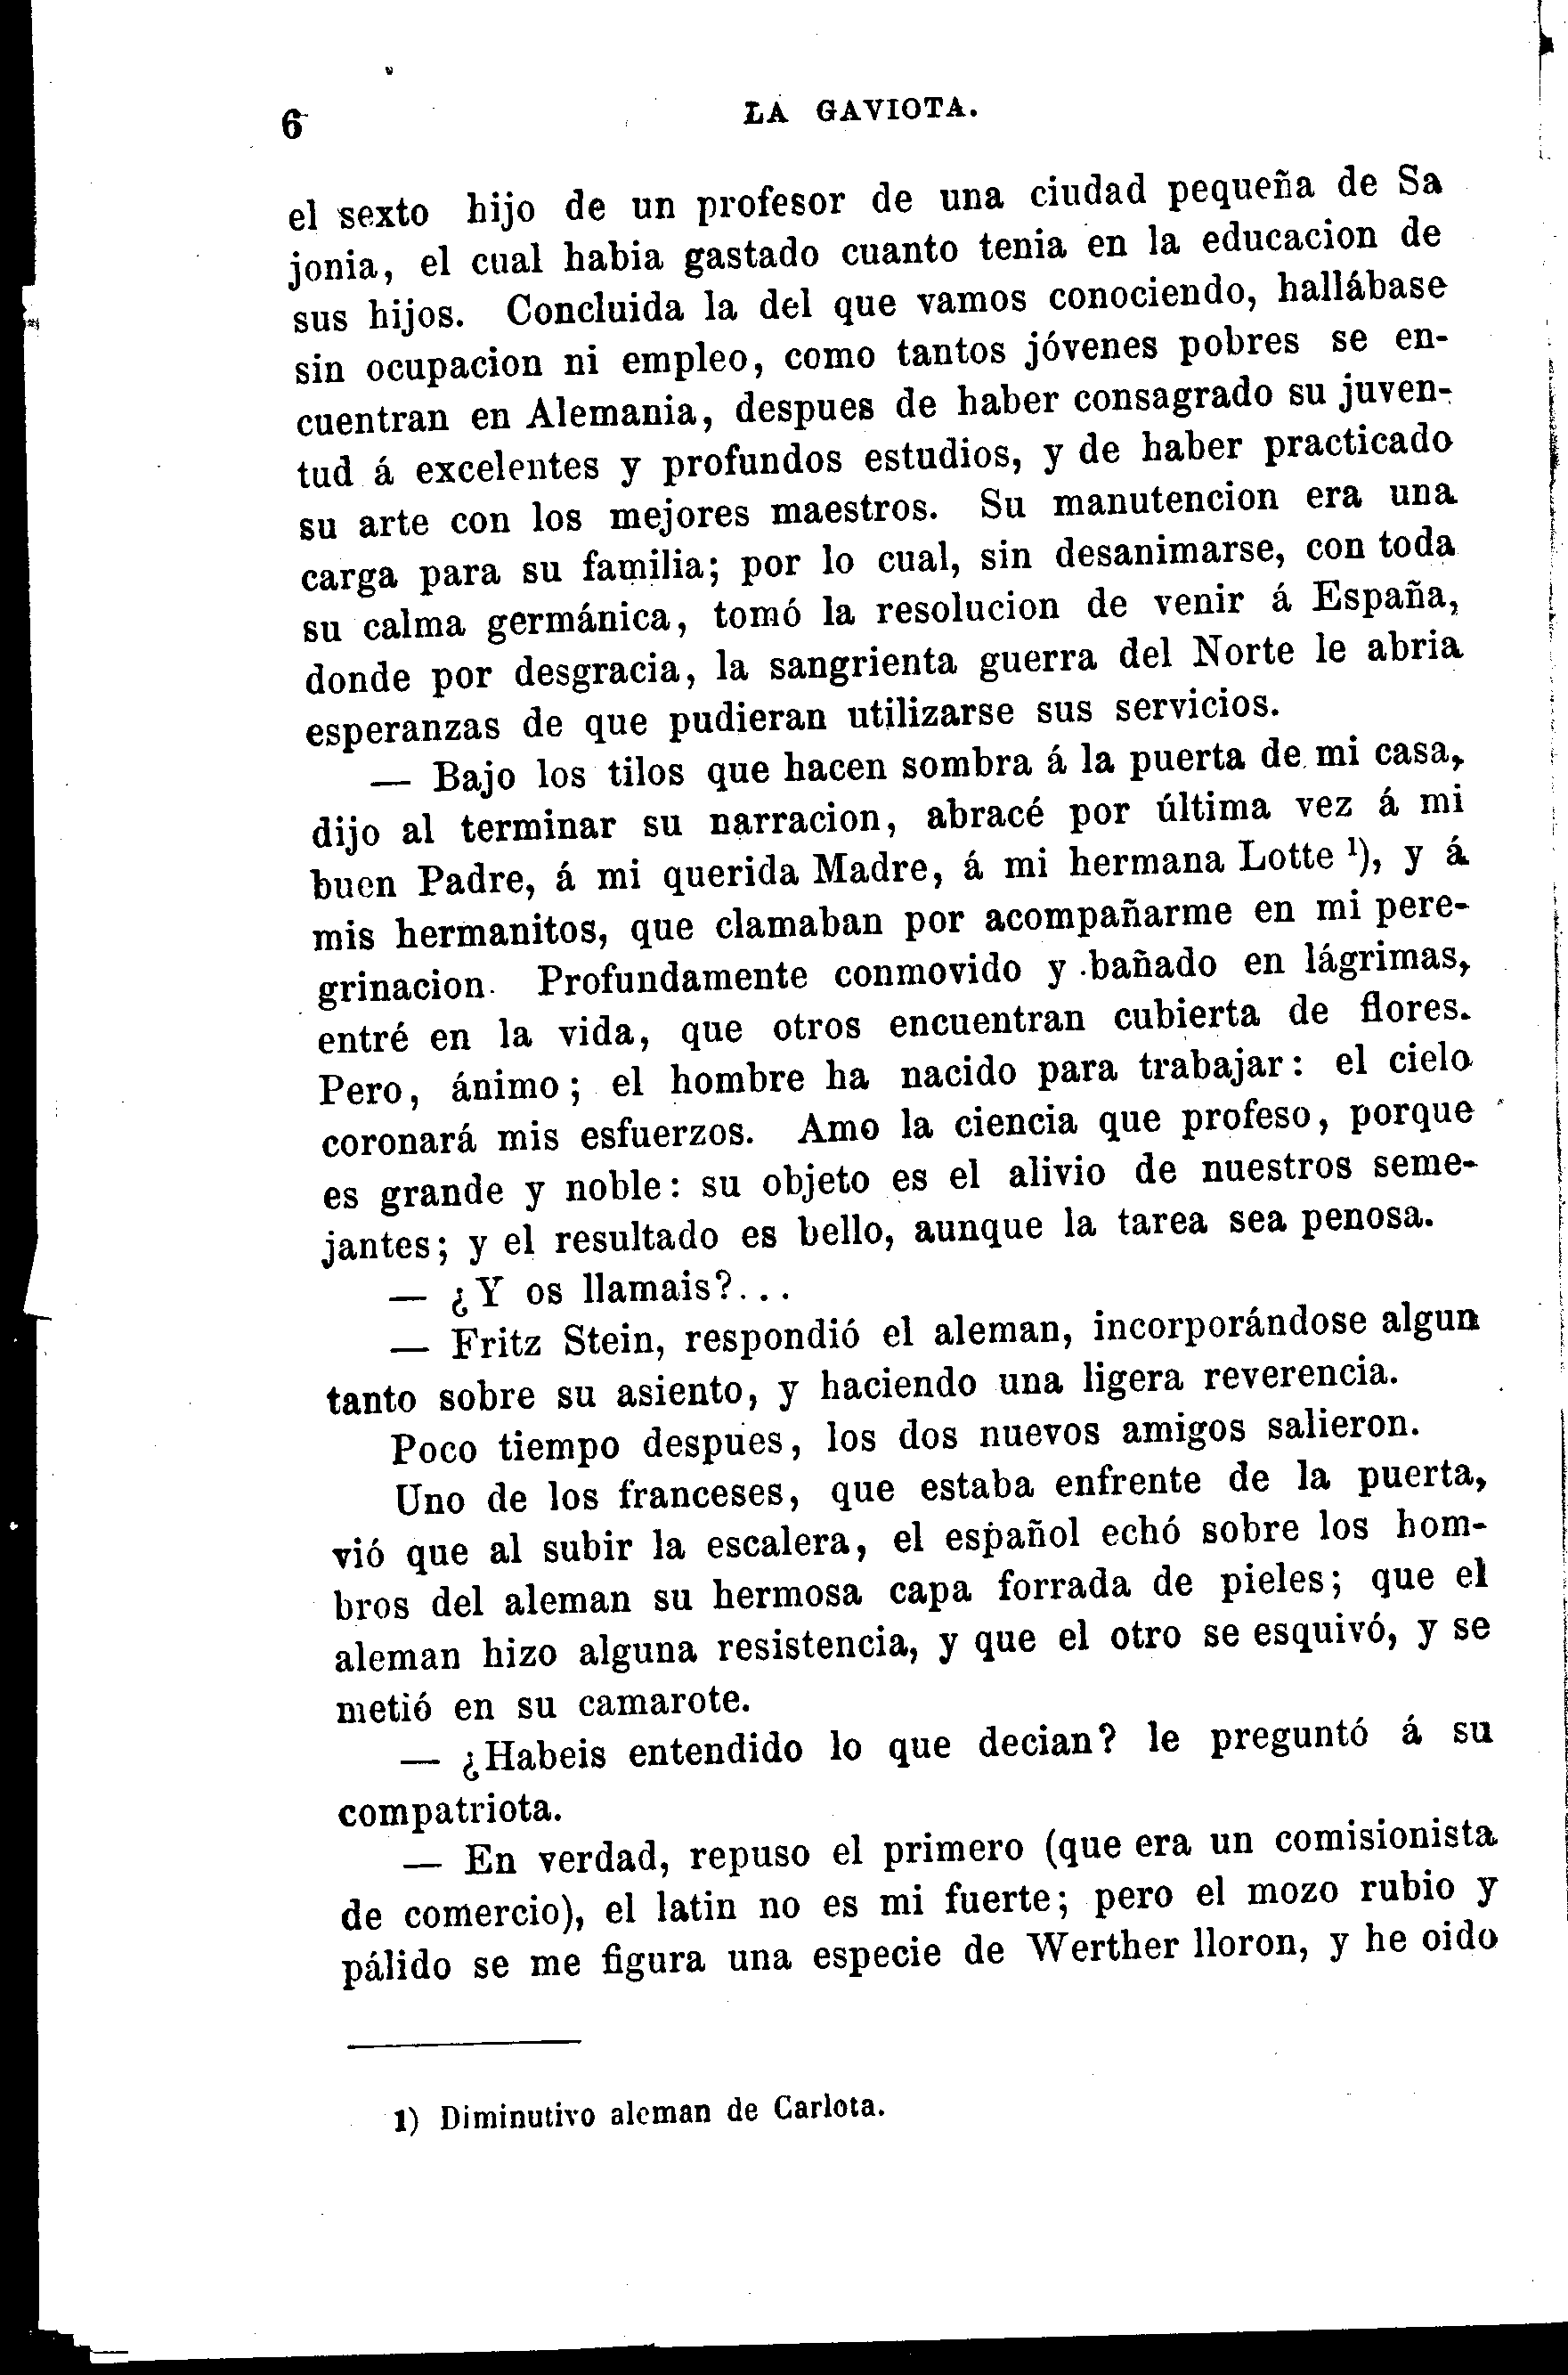 6
LA GAVIOTA.
el sexto hijo de un profesor de una ciudad pequeña de Sa
jonia, el cual habia gastado cuanto tenia en la educacion de
sus hijos. Concluida la del que vamos conociendo, hallábase
sin ocupacion ni empleo, como tantos jóvenes pobres se en-
cuentran en Alemania, despues de haber consagrado su juven-
tud á excelentes y profundos estudios, y de haber practicado
su arte con los mejores maestros. Su manutencion era una
carga para su familia; por lo cual, sin desanimarse, con toda
su calma germánica, tomó la resolucion de venir á España,
donde por desgracia, la sangrienta guerra del Norte le abria
esperanzas de que pudieran utilizarse sus servicios.
— Bajo los tilos que hacen sombra á la puerta de mi casa,
dijo al terminar su narracion, abracé por última vez á mi
buen Padre, á mi querida Madre, á mi hermana Lotte ¹), y á
mis hermanitos, que clamaban por acompañarme en mi pere-
grinacion. Profundamente conmovido y bañado en lágrimas,
entré en la vida, que otros encuentran cubierta de flores.
Pero, ánimo; el hombre ha nacido para trabajar: el cielo
coronará mis esfuerzos. Amo la ciencia que profeso, porque
es grande y noble: su objeto es el alivio de nuestros seme-
jantes; y el resultado es bello, aunque la tarea sea penosa.
— ¿Y os llamais?...
— Fritz Stein, respondió el aleman, incorporándose algun
tanto sobre su asiento, y haciendo una ligera reverencia.
Poco tiempo despues, los dos nuevos amigos salieron.
Uno de los franceses, que estaba enfrente de la puerta,
vió que al subir la escalera, el español echó sobre los hom-
bros del aleman su hermosa capa forrada de pieles; que el
aleman hizo alguna resistencia, y que el otro se esquivó, y se
metió en su camarote.
— ¿Habeis entendido lo que decian? le preguntó á su
compatriota.
— En verdad, repuso el primero (que era un comisionista
de comercio), el latin no es mi fuerte; pero el mozo rubio y
pálido se me figura una especie de Werther lloron, y he oido
1) Diminutivo aleman de Carlota.